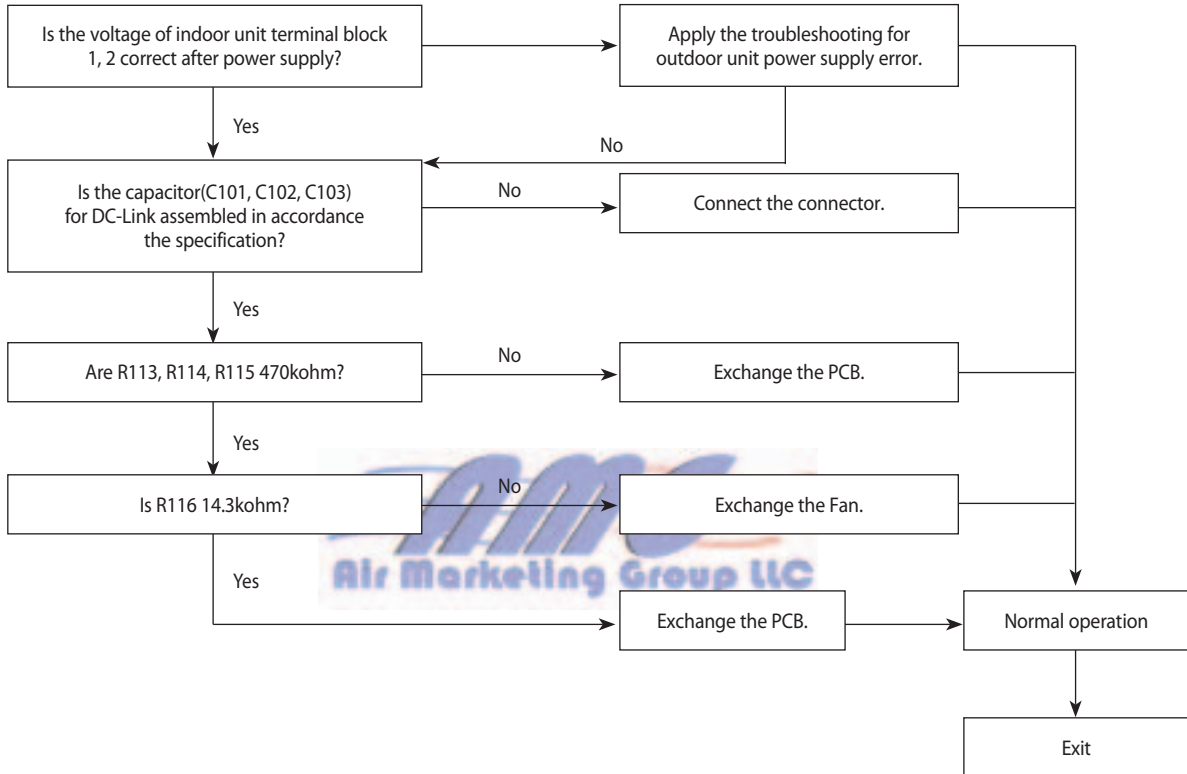 Is the voltage of indoor unit terminal block
1, 2 correct after power supply?
Apply the troubleshooting for
outdoor unit power supply error.
Yes
No
Is the capacitor(C101, C102, C103)
for DC-Link assembled in accordance
the specification?
No
Connect the connector.
Yes
Are R113, R114, R115 470kohm?
No
Exchange the PCB.
Yes
Is R116 14.3kohm?
No
Exchange the Fan.
AMG
Air Marketing Group LLC
Yes
Exchange the PCB.
Normal operation
Exit